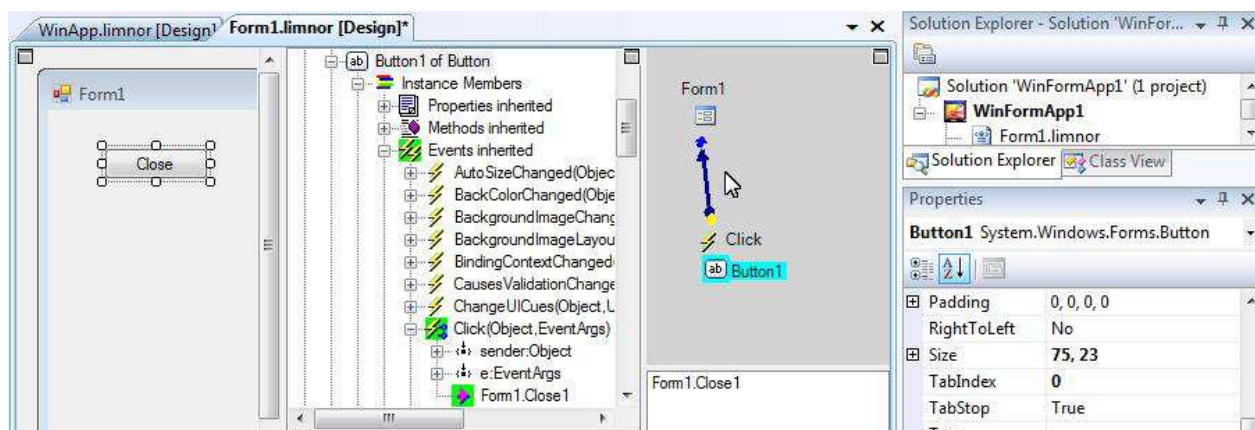 WinApp.limnor [Design]
Form1.limnor [Design]*
Form1
Close
ab Button1 of Button
Instance Members
Properties inherited
Methods inherited
Events inherited
AutoSizeChanged(Objec
BackColorChanged(Obje
BackgroundImageChang
BackgroundImageLayou
BindingContextChanged
CausesValidationChange
ChangeUICues(Object,U
Click(Object,EventArgs)
sender:Object
e:EventArgs
Form1.Close1
Form1
Click
ab Button1
Form1.Close1
Solution Explorer - Solution 'WinFor...
Solution 'WinFormApp1' (1 project)
WinFormApp1
Form1.limnor
Solution Explorer Class View
Properties
Button1 System.Windows.Forms.Button
Padding 0, 0, 0, 0
RightToLeft No
Size 75, 23
TabIndex 0
TabStop True